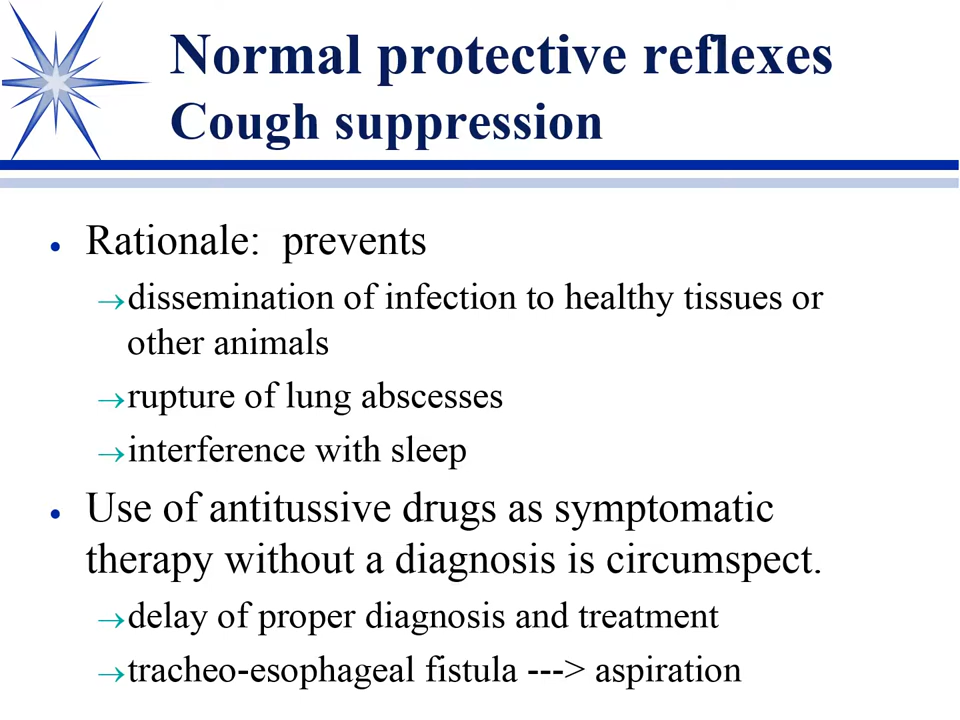 Normal protective reflexes
Cough suppression
• Rationale:  prevents
→dissemination of infection to healthy tissues or
other animals
→rupture of lung abscesses
→interference with sleep
• Use of antitussive drugs as symptomatic
therapy without a diagnosis is circumspect.
→delay of proper diagnosis and treatment
→tracheo-esophageal fistula ---> aspiration